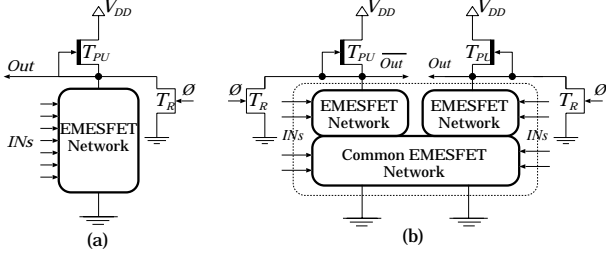 V_DD
T_PU
Out
T_R
Ø
INs
EMESFET
Network
(a)
V_DD V_DD
T_PU Out Out T_PU
Ø T_R T_R Ø
EMESFET
Network
EMESFET
Network
INs INs
Common EMESFET
Network
(b)